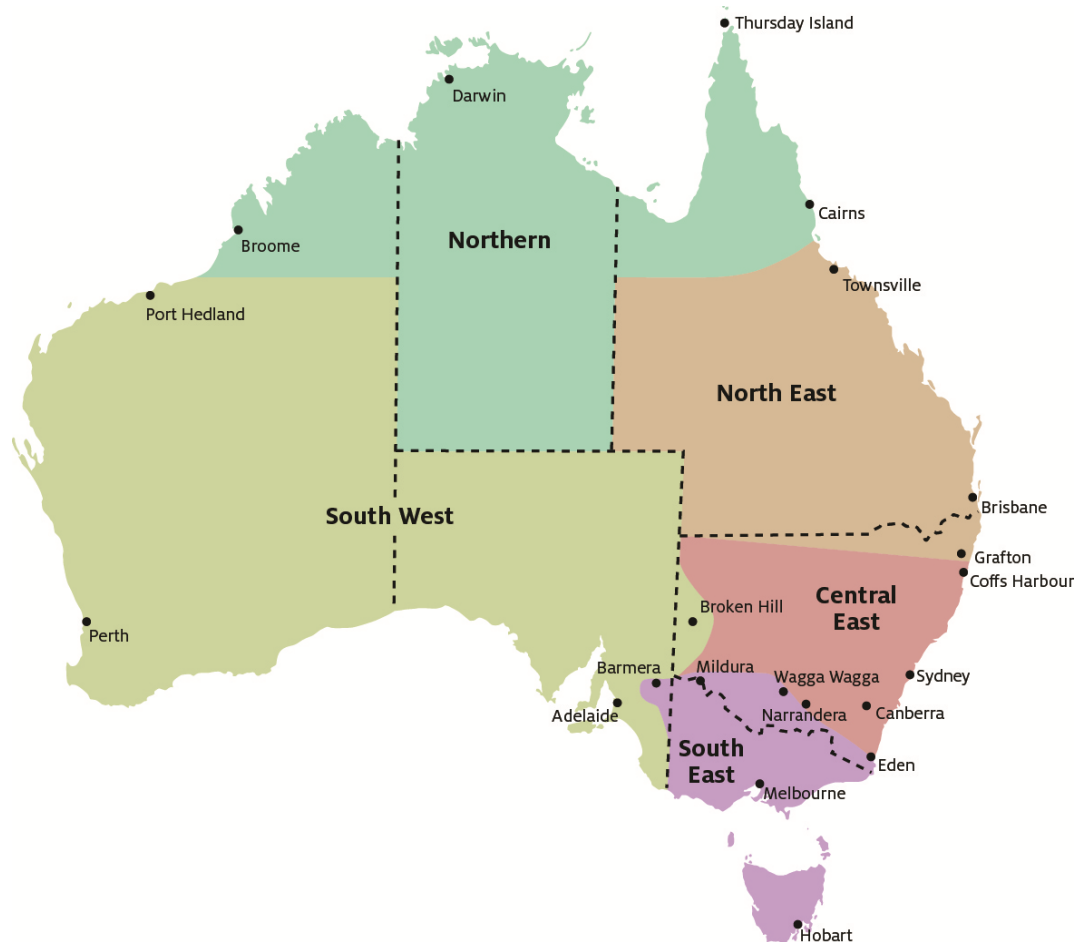 Thursday Island
Darwin
Cairns
Northern
Broome
Townsville
Port Hedland
North East
Brisbane
South West
Grafton
Coffs Harbour
Central
East
Broken Hill
Perth
Barmera
Mildura
Wagga Wagga
Sydney
Adelaide
Narrandera
Canberra
South
East
Eden
Melbourne
Hobart